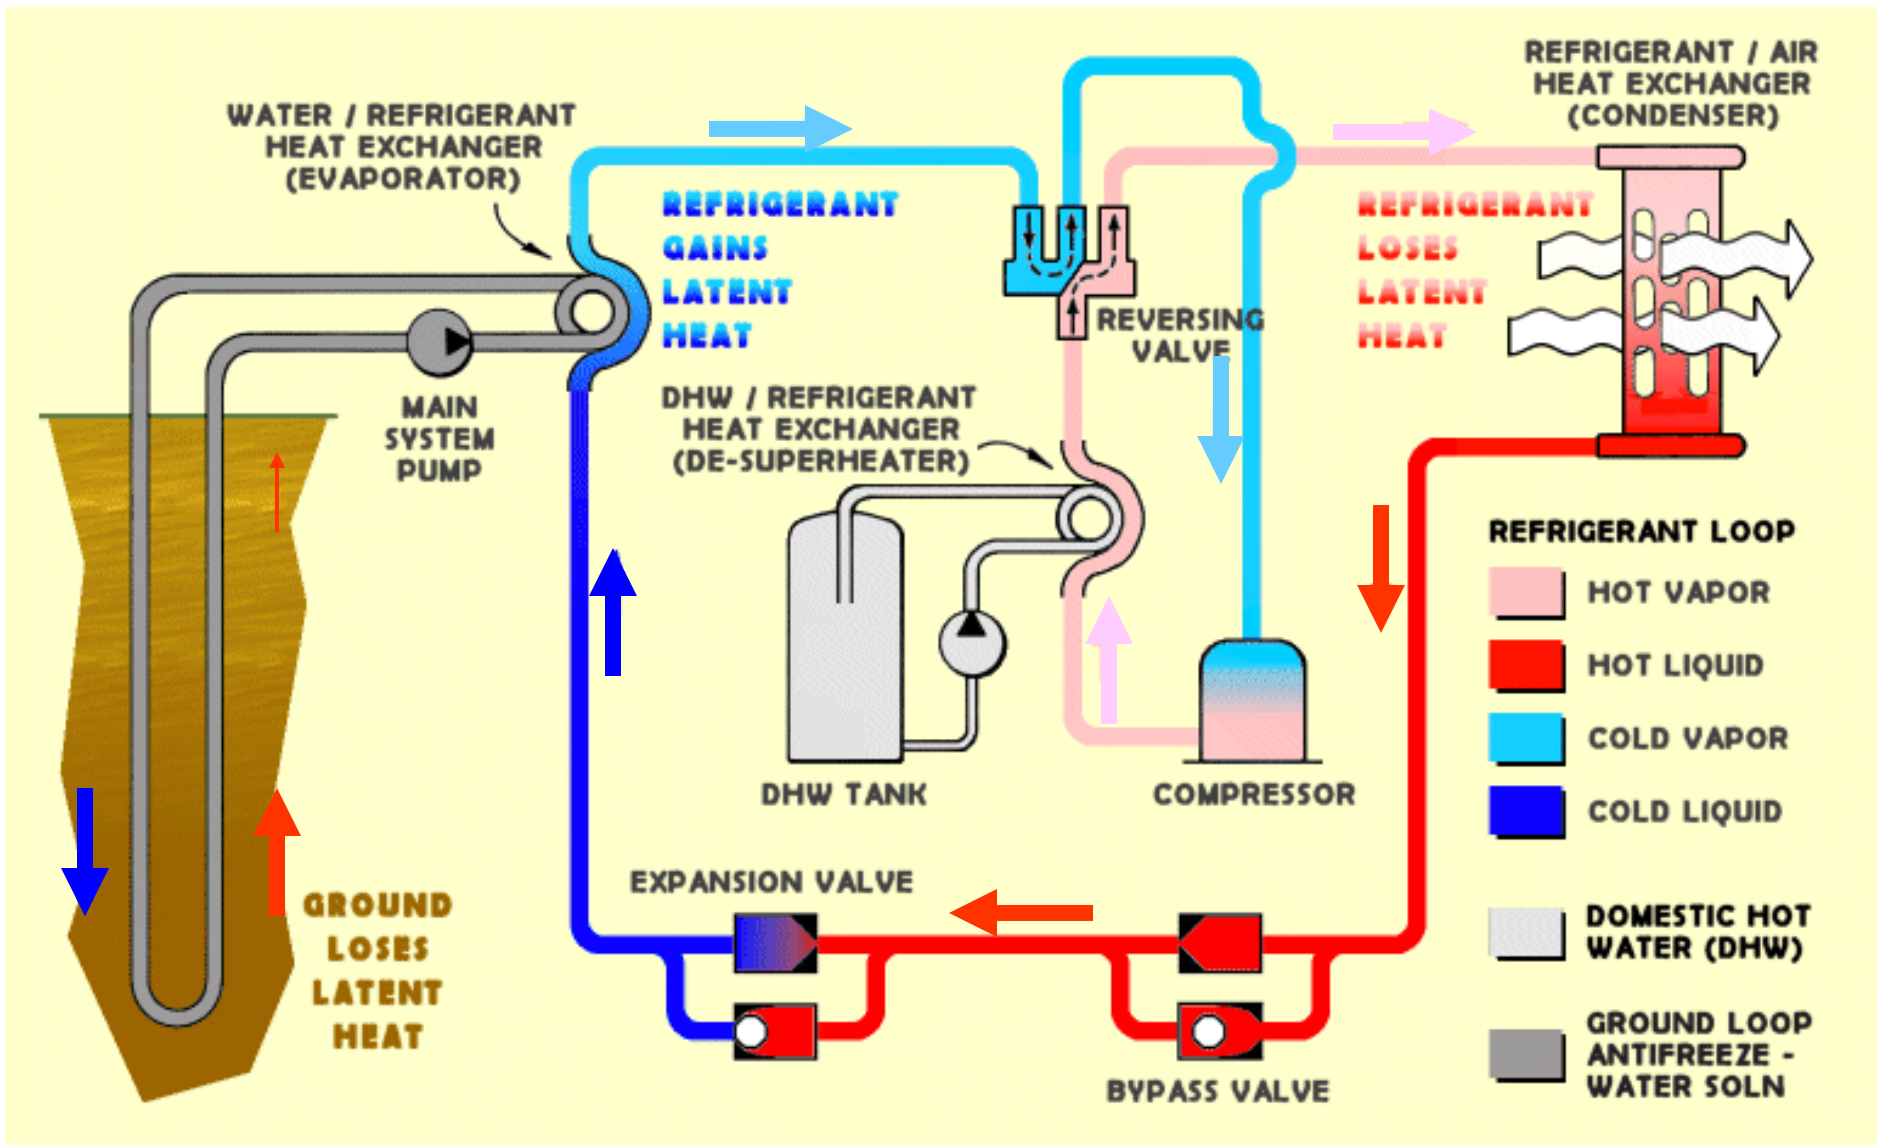 WATER / REFRIGERANT
HEAT EXCHANGER
(EVAPORATOR)
REFRIGERANT / AIR
HEAT EXCHANGER
(CONDENSER)
REFRIGERANT
GAINS
LATENT
HEAT
REFRIGERANT
LOSES
LATENT
HEAT
REVERSING
VALVE
MAIN
SYSTEM
PUMP
DHW / REFRIGERANT
HEAT EXCHANGER
(DE-SUPERHEATER)
DHW TANK
COMPRESSOR
GROUND
LOSES
LATENT
HEAT
EXPANSION VALVE
BYPASS VALVE
REFRIGERANT LOOP
HOT VAPOR
HOT LIQUID
COLD VAPOR
COLD LIQUID
DOMESTIC HOT
WATER (DHW)
GROUND LOOP
ANTIFREEZE -
WATER SOLN